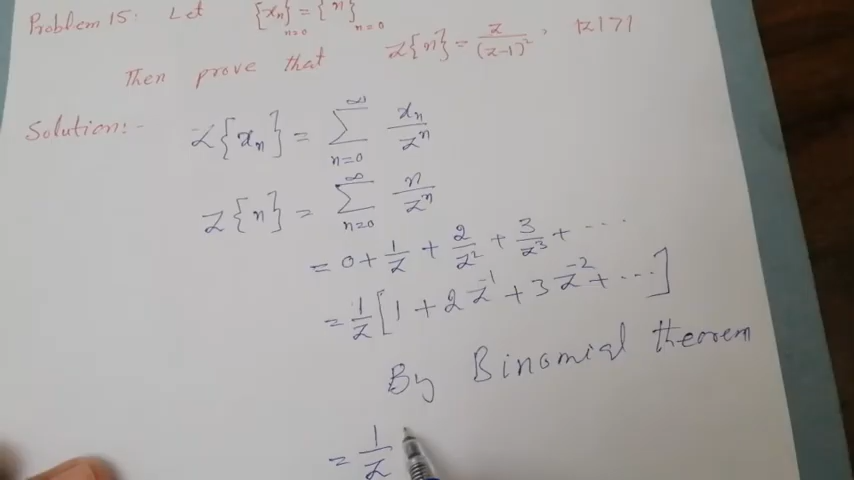 Problem 15: Let {xₙ}ₙ₌₀ = {n}ₙ₌₀
Then prove that Z{n} = z/(z-1)², |z|>1
Solution:- Z{xₙ} = ∑ₙ₌₀^∞ xₙ/zⁿ
Z{n} = ∑ₙ₌₀^∞ n/zⁿ
= 0 + 1/z + 2/z² + 3/z³ + ...
= 1/z [1 + 2z⁻¹ + 3z⁻² + ...]
By Binomial theorem
= 1/z